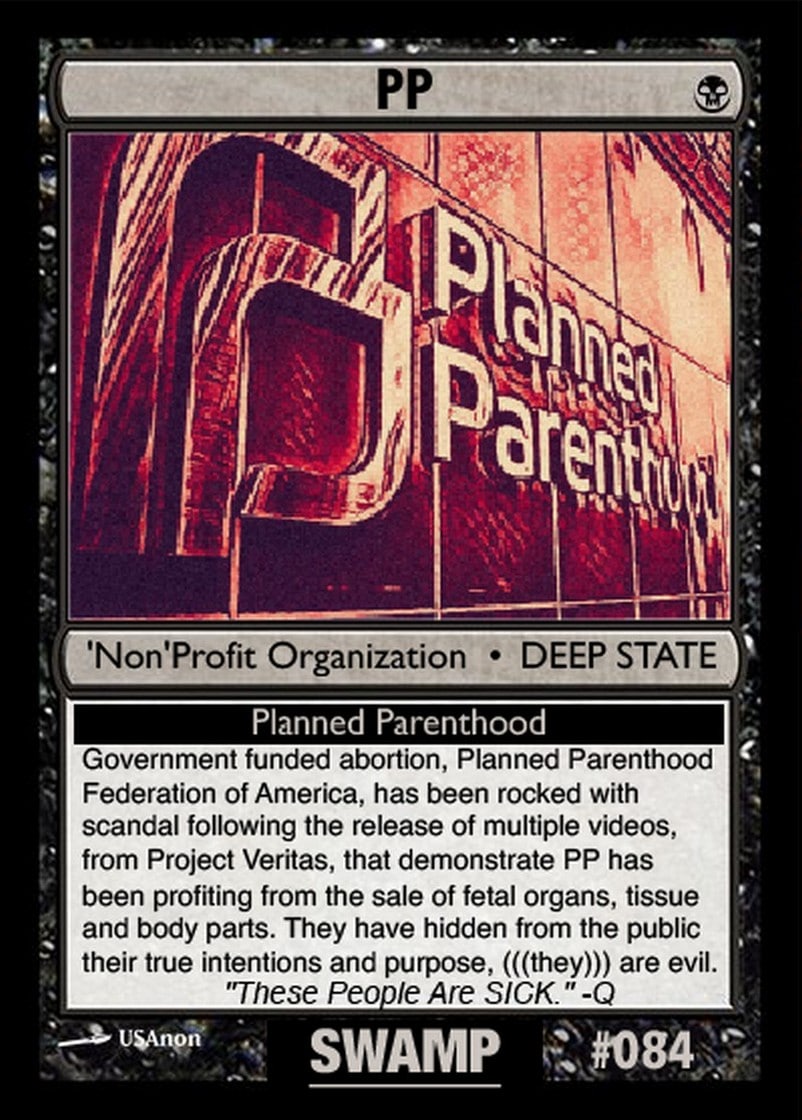 PP
Planned
Parenthood
'Non'Profit Organization • DEEP STATE
Planned Parenthood
Government funded abortion, Planned Parenthood
Federation of America, has been rocked with
scandal following the release of multiple videos,
from Project Veritas, that demonstrate PP has
been profiting from the sale of fetal organs, tissue
and body parts. They have hidden from the public
their true intentions and purpose, (((they))) are evil.
"These People Are SICK." -Q
USAnon
SWAMP
#084